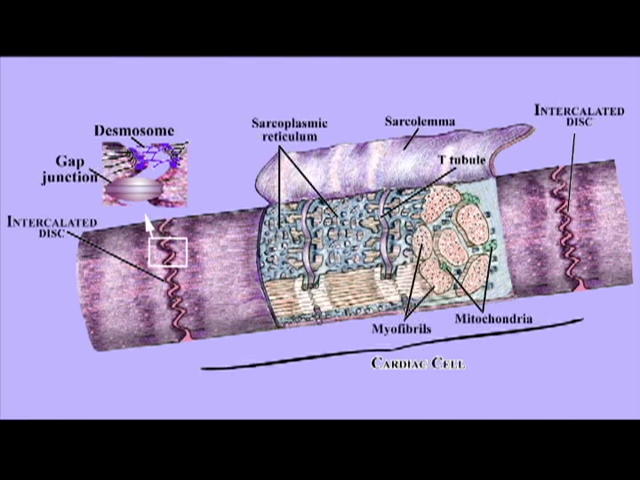 INTERCALATED
DISC
Sarcoplasmic
reticulum
Sarcolemma
Desmosome
T tubule
Gap
junction
INTERCALATED
DISC
Myofibrils
Mitochondria
CARDIAC CELL